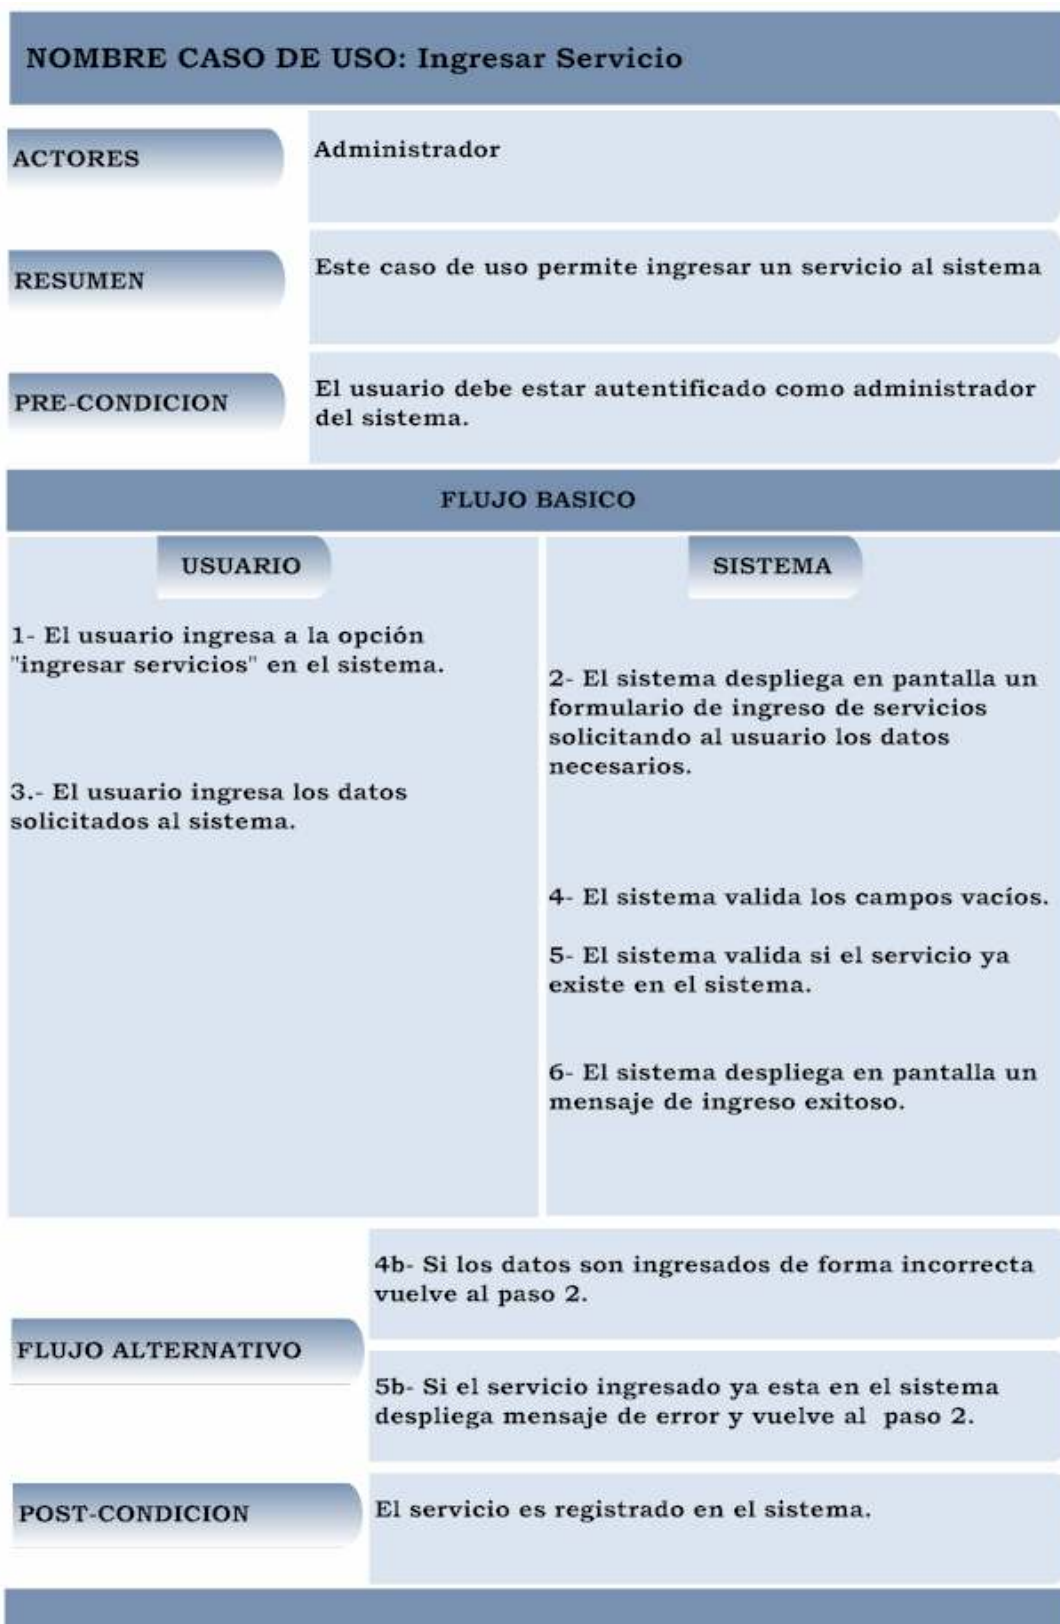 NOMBRE CASO DE USO: Ingresar Servicio
ACTORES
Administrador
RESUMEN
Este caso de uso permite ingresar un servicio al sistema
PRE-CONDICION
El usuario debe estar autentificado como administrador
del sistema.
FLUJO BASICO
USUARIO
1- El usuario ingresa a la opción
"ingresar servicios" en el sistema.
3.- El usuario ingresa los datos
solicitados al sistema.
SISTEMA
2- El sistema despliega en pantalla un
formulario de ingreso de servicios
solicitando al usuario los datos
necesarios.
4- El sistema valida los campos vacíos.
5- El sistema valida si el servicio ya
existe en el sistema.
6- El sistema despliega en pantalla un
mensaje de ingreso exitoso.
FLUJO ALTERNATIVO
4b- Si los datos son ingresados de forma incorrecta
vuelve al paso 2.
5b- Si el servicio ingresado ya esta en el sistema
despliega mensaje de error y vuelve al  paso 2.
POST-CONDICION
El servicio es registrado en el sistema.